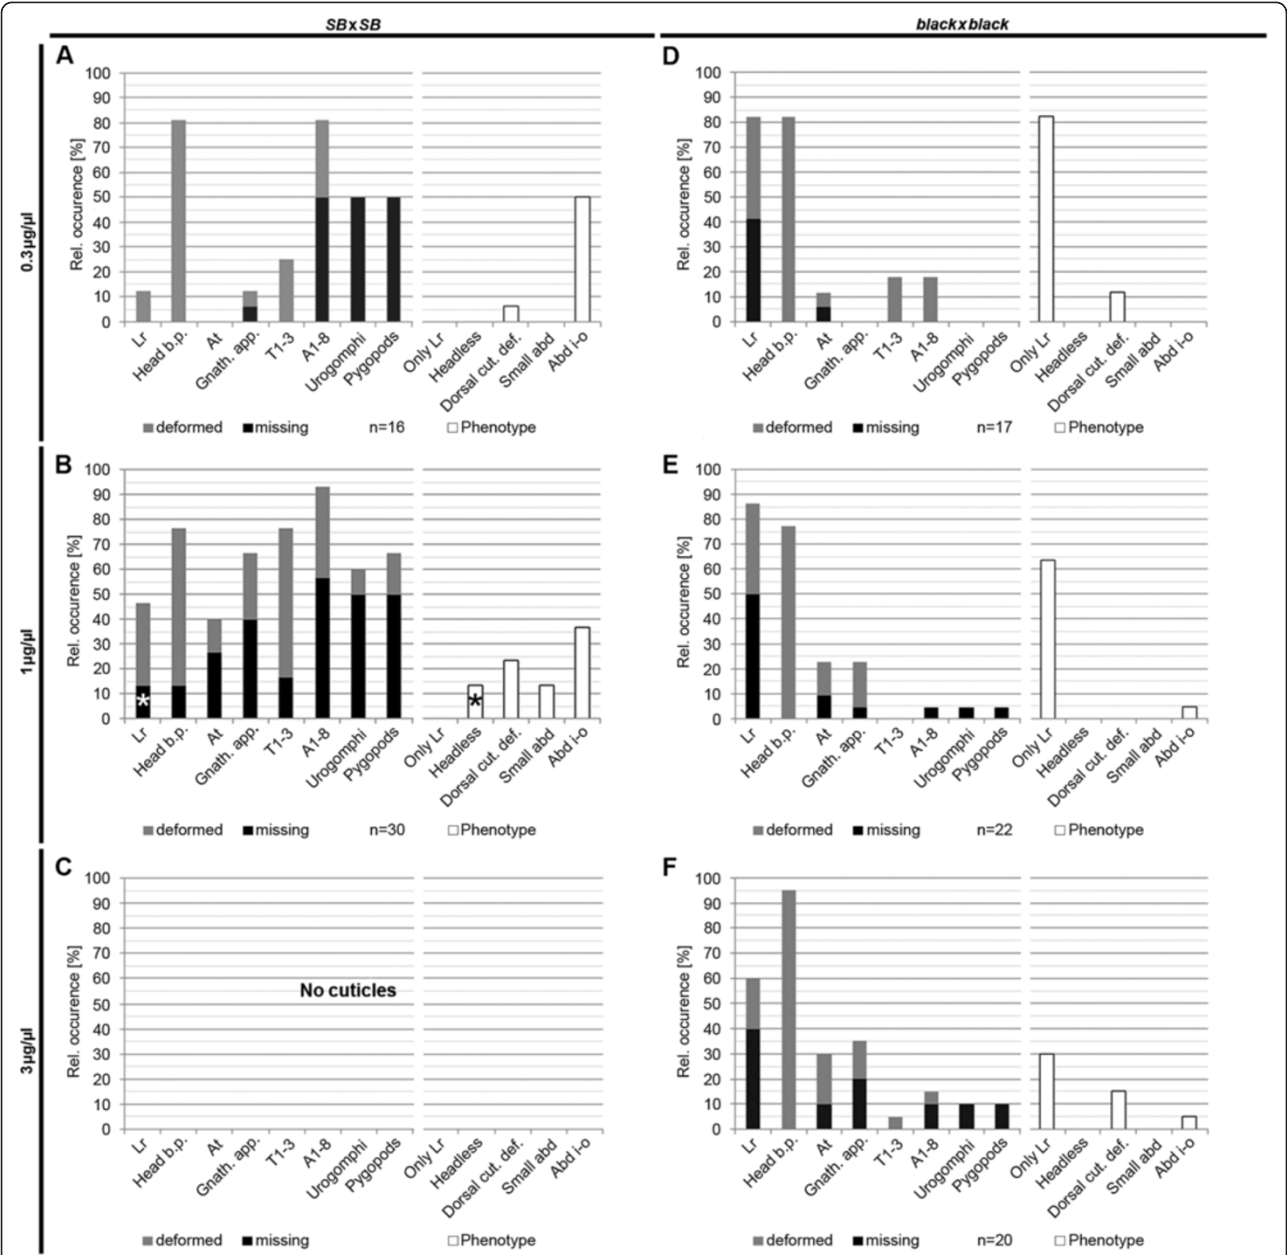 SBxSB
blackxblack
0.3µg/µl
A
Rel. occurence [%]
100
90
80
70
60
50
40
30
20
10
0
Lr
Head b.p.
At
Gnath. app.
T1-3
A1-8
Urogomphi
Pygopods
Only Lr
Headless
Dorsal cut. def.
Small abd
Abd i-o
deformed missing n=16 Phenotype
D
Rel. occurence [%]
100
90
80
70
60
50
40
30
20
10
0
Lr
Head b.p.
At
Gnath. app.
T1-3
A1-8
Urogomphi
Pygopods
Only Lr
Headless
Dorsal cut. def.
Small abd
Abd i-o
deformed missing n=17 Phenotype
1µg/µl
B
Rel. occurence [%]
100
90
80
70
60
50
40
30
20
10
0
*
*
Lr
Head b.p.
At
Gnath. app.
T1-3
A1-8
Urogomphi
Pygopods
Only Lr
Headless
Dorsal cut. def.
Small abd
Abd i-o
deformed missing n=30 Phenotype
E
Rel. occurence [%]
100
90
80
70
60
50
40
30
20
10
0
Lr
Head b.p.
At
Gnath. app.
T1-3
A1-8
Urogomphi
Pygopods
Only Lr
Headless
Dorsal cut. def.
Small abd
Abd i-o
deformed missing n=22 Phenotype
3µg/µl
C
Rel. occurence [%]
100
90
80
70
60
50
40
30
20
10
0
No cuticles
Lr
Head b.p.
At
Gnath. app.
T1-3
A1-8
Urogomphi
Pygopods
Only Lr
Headless
Dorsal cut. def.
Small abd
Abd i-o
deformed missing Phenotype
F
Rel. occurence [%]
100
90
80
70
60
50
40
30
20
10
0
Lr
Head b.p.
At
Gnath. app.
T1-3
A1-8
Urogomphi
Pygopods
Only Lr
Headless
Dorsal cut. def.
Small abd
Abd i-o
deformed missing n=20 Phenotype